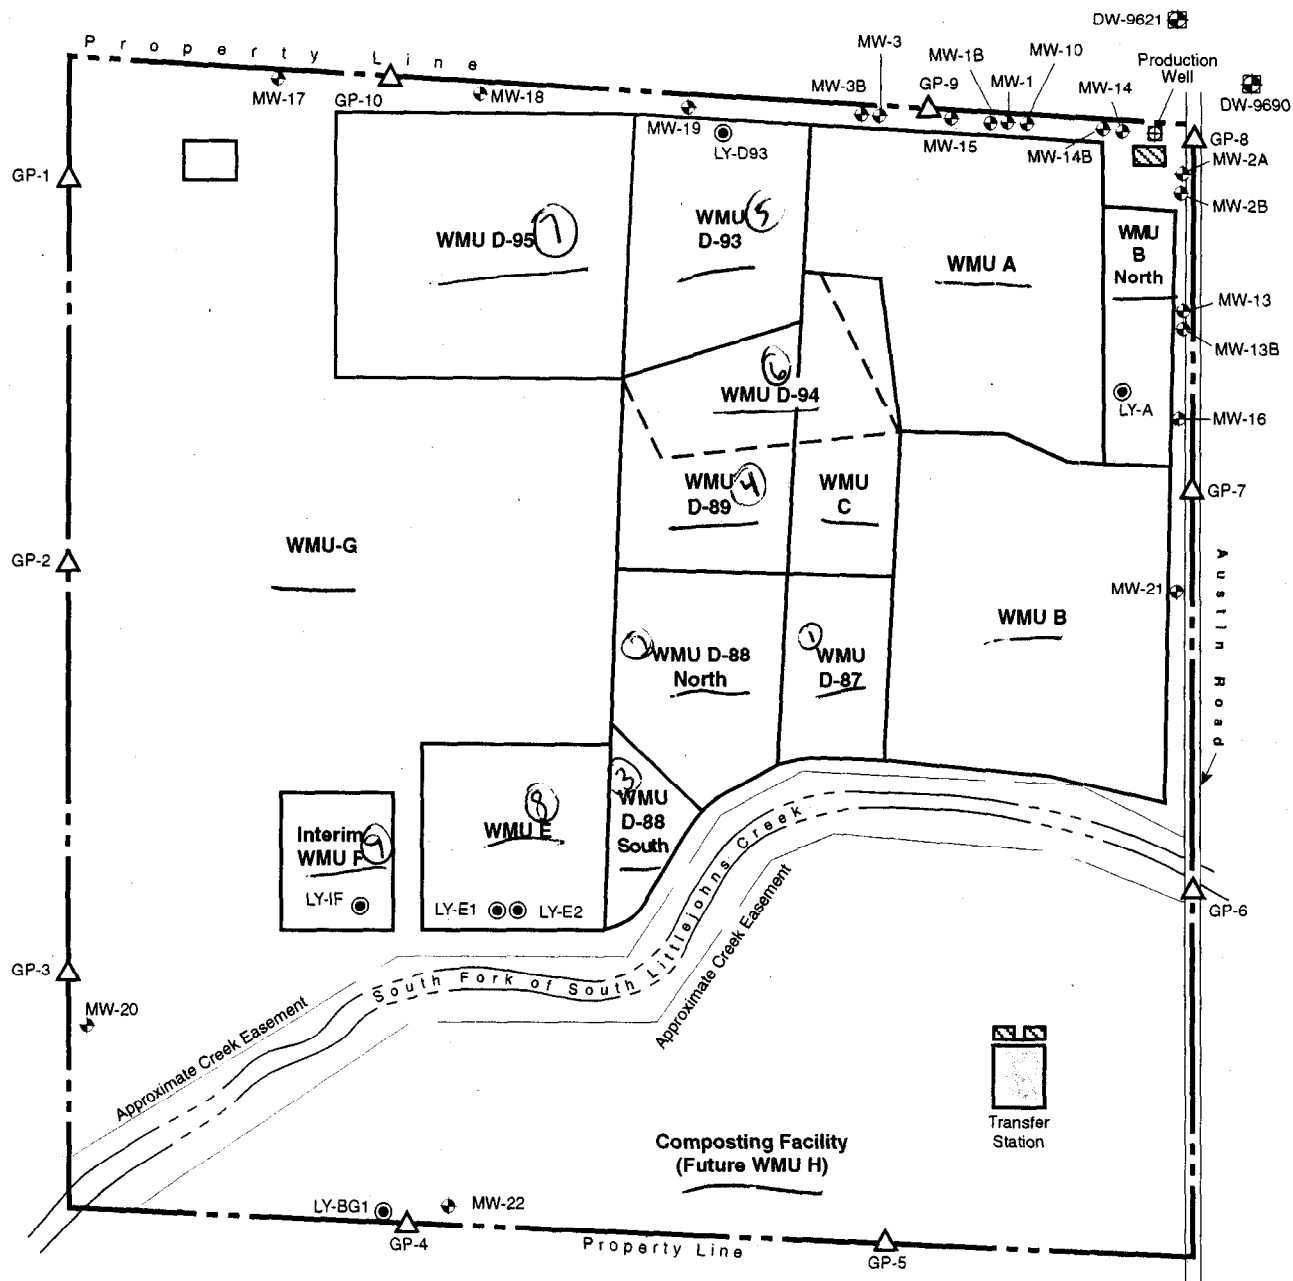 DW-9621
Property Line
MW-3
MW-1B
MW-10
Production
Well
MW-17
GP-10
MW-18
MW-3B
GP-9
MW-1
MW-14
DW-9690
MW-19
LY-D93
MW-15
MW-14B
GP-8
MW-2A
GP-1
MW-2B
WMU D-95
7
WMU
D-93
5
WMU A
WMU
B
North
MW-13
MW-13B
6
WMU D-94
LY-A
MW-16
WMU
D-89
4
WMU
C
GP-7
GP-2
WMU-G
Austin Road
MW-21
WMU B
WMU D-88
North
1
WMU
D-87
3
WMU
D-88
South
8
WMU E
Interim
WMU F
9
LY-IF
LY-E1
LY-E2
GP-6
South Fork of South Littlejohns Creek
Approximate Creek Easement
GP-3
MW-20
Approximate Creek Easement
Transfer
Station
Composting Facility
(Future WMU H)
LY-BG1
MW-22
GP-4
Property Line
GP-5